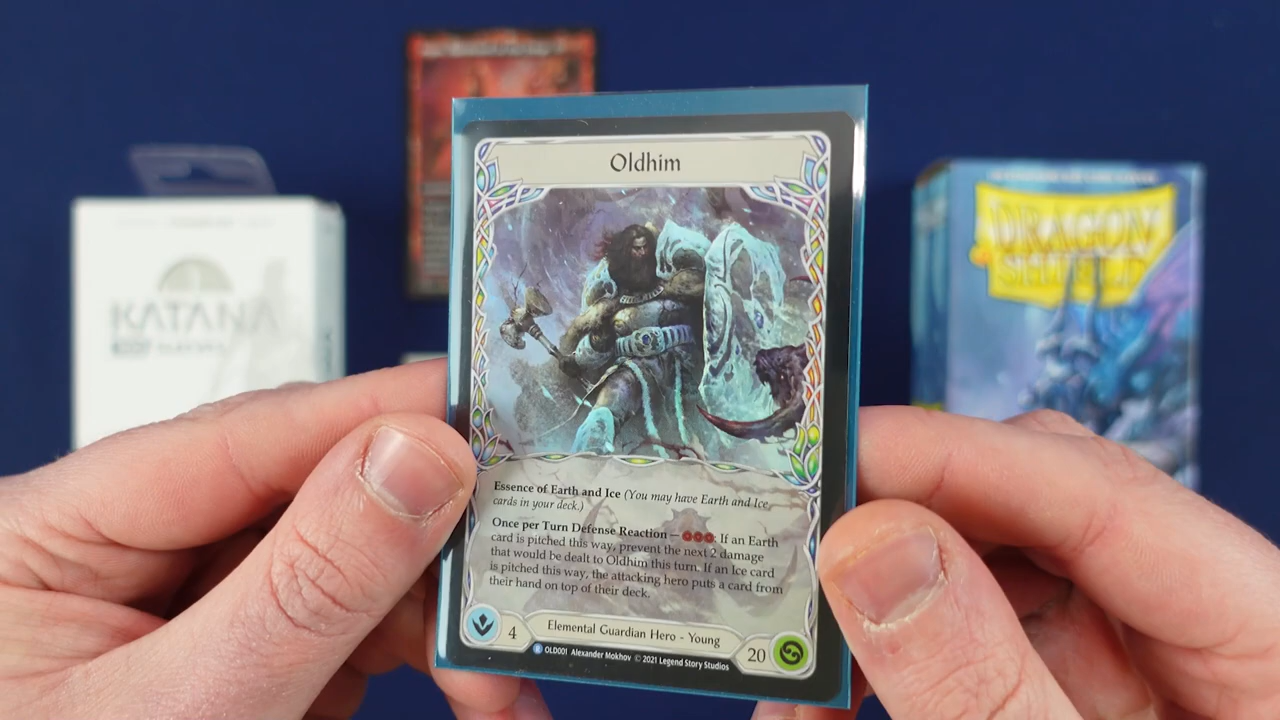 Oldhim
Essence of Earth and Ice (You may have Earth and Ice
cards in your deck.)
Once per Turn Defense Reaction — : If an Earth
card is pitched this way, prevent the next 2 damage
that would be dealt to Oldhim this turn. If an Ice card
is pitched this way, the attacking hero puts a card from
their hand on top of their deck.
4
Elemental Guardian Hero - Young
20
R OLD001 Alexander Mokhov © 2021 Legend Story Studios
KATANA
DRAGON
SHIELD